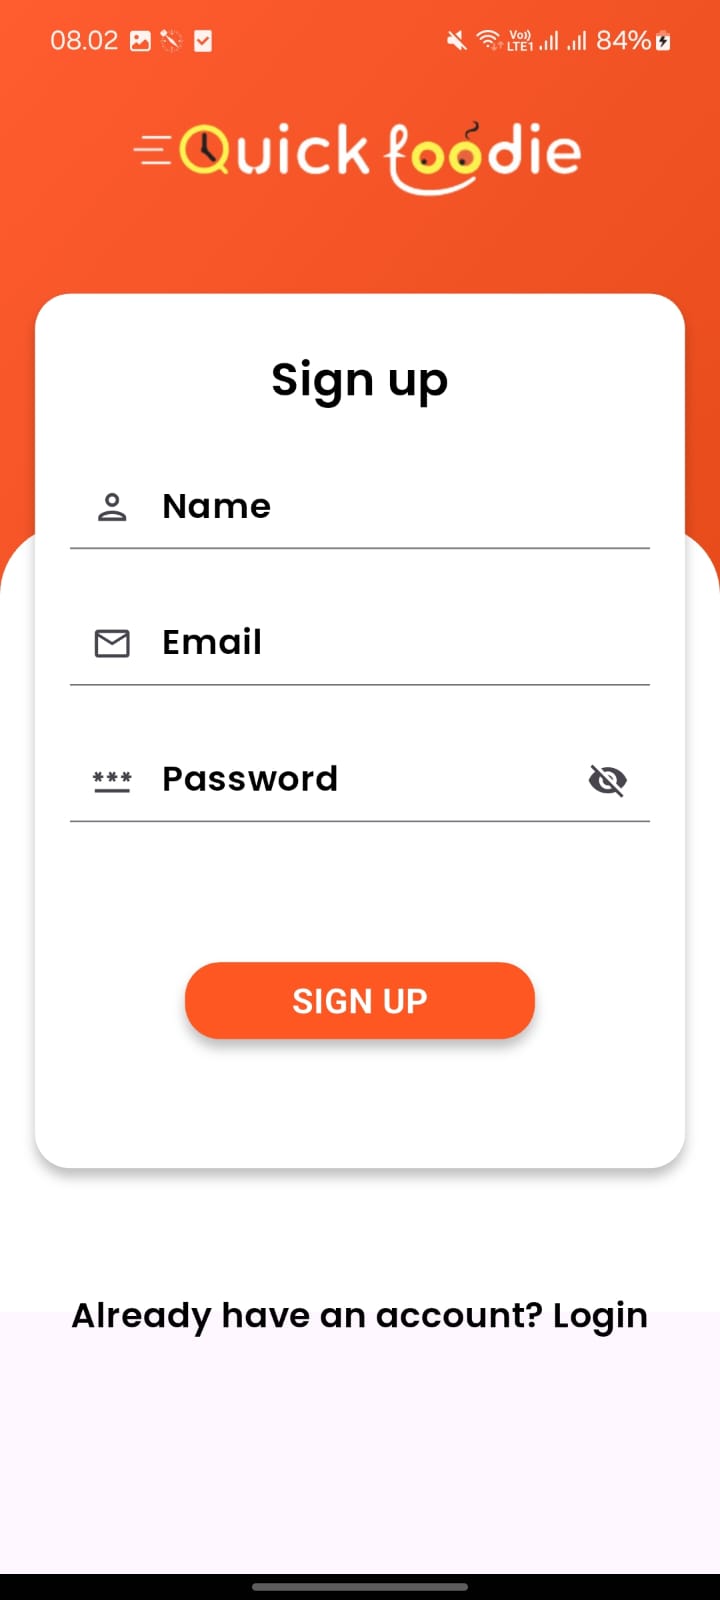 08.02 Vo)) LTE1 84%
Quick foodie
Sign up
Name
Email
*** Password
SIGN UP
Already have an account? Login